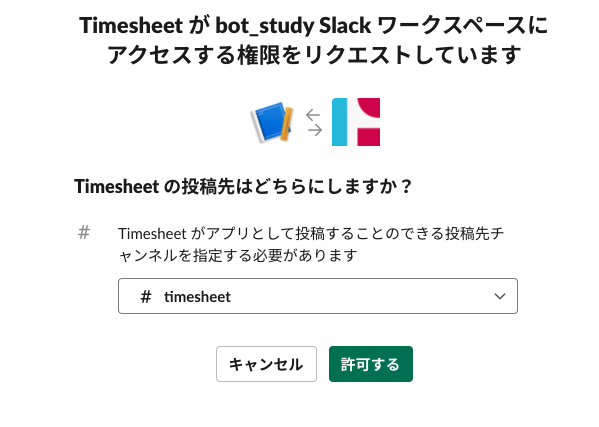 Timesheet が bot_study Slack ワークスペースに
アクセスする権限をリクエストしています
Timesheet の投稿先はどちらにしますか？
# Timesheet がアプリとして投稿することのできる投稿先チ
ャンネルを指定する必要があります
# timesheet
キャンセル 許可する